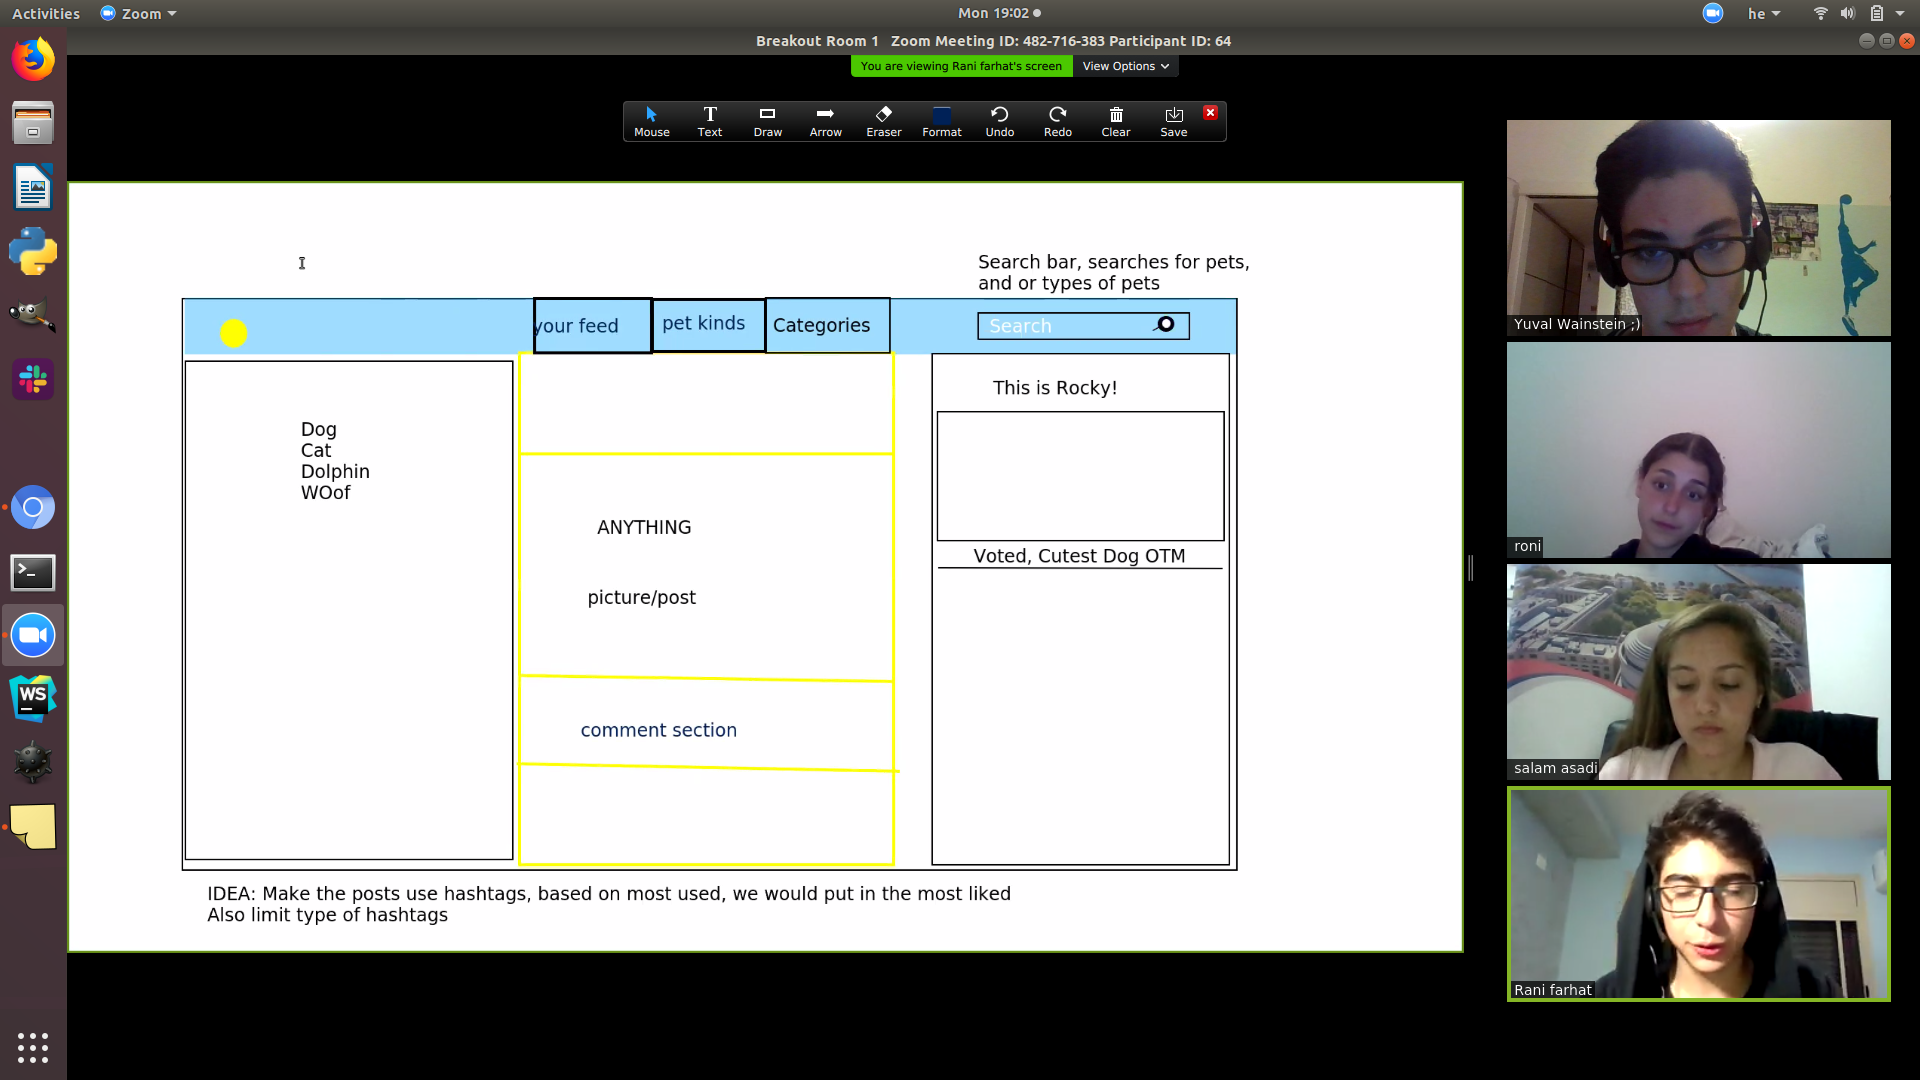 Activities
Zoom
Mon 19:02
he
Breakout Room 1 Zoom Meeting ID: 482-716-383 Participant ID: 64
You are viewing Rani farhat's screen
View Options
Mouse
Text
Draw
Arrow
Eraser
Format
Undo
Redo
Clear
Save
Search bar, searches for pets,
and or types of pets
your feed
pet kinds
Categories
Search
Dog
Cat
Dolphin
WOof
ANYTHING
picture/post
comment section
This is Rocky!
Voted, Cutest Dog OTM
IDEA: Make the posts use hashtags, based on most used, we would put in the most liked
Also limit type of hashtags
Yuval Wainstein ;)
roni
salam asadi
Rani farhat
WS